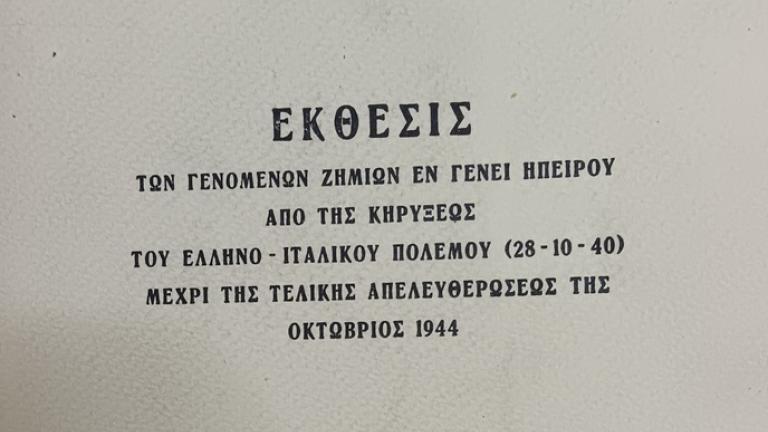 ΕΚΘΕΣΙΣ
ΤΩΝ ΓΕΝΟΜΕΝΩΝ ΖΗΜΙΩΝ ΕΝ ΓΕΝΕΙ ΗΠΕΙΡΟΥ
ΑΠΟ ΤΗΣ ΚΗΡΥΞΕΩΣ
ΤΟΥ ΕΛΛΗΝΟ - ΙΤΑΛΙΚΟΥ ΠΟΛΕΜΟΥ (28 - 10 - 40)
ΜΕΧΡΙ ΤΗΣ ΤΕΛΙΚΗΣ ΑΠΕΛΕΥΘΕΡΩΣΕΩΣ ΤΗΣ
ΟΚΤΩΒΡΙΟΣ 1944